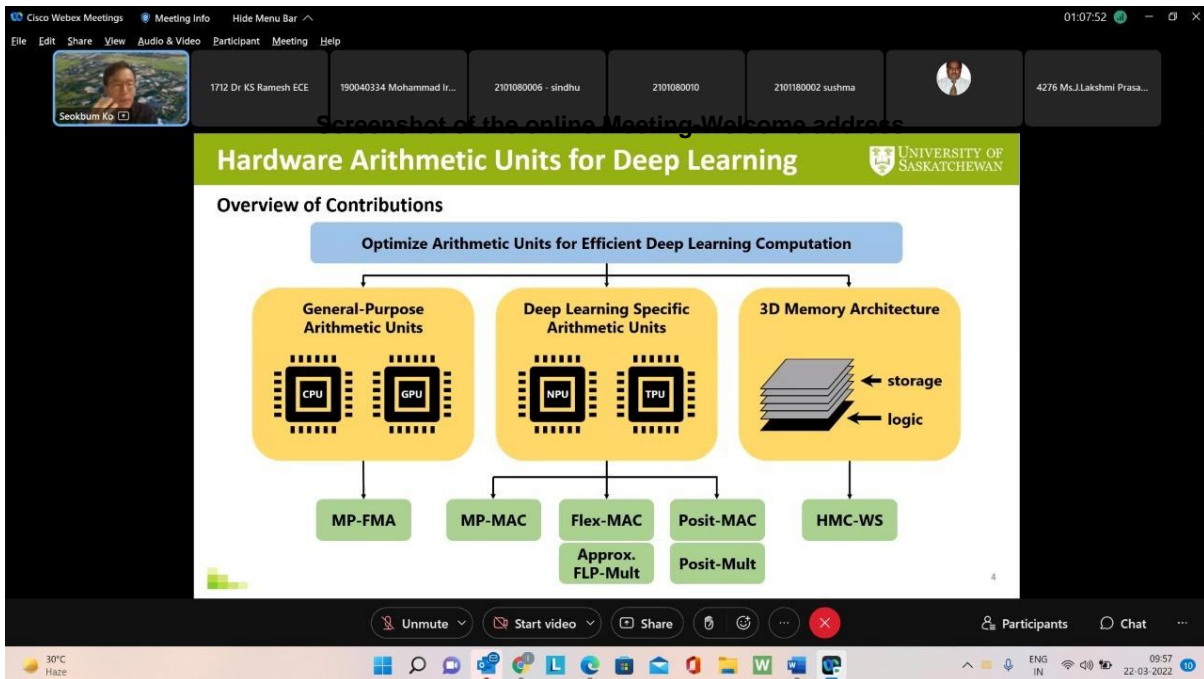 Cisco Webex Meetings Meeting Info Hide Menu Bar 01:07:52
File Edit Share View Audio & Video Participant Meeting Help
Seokbum Ko
1712 Dr KS Ramesh ECE
190040334 Mohammad Ir...
2101080006 - sindhu
2101080010
2101180002 sushma
4276 Ms.J.Lakshmi Prasa...
Screenshot of the online Meeting-Welcome address
Hardware Arithmetic Units for Deep Learning
UNIVERSITY OF
SASKATCHEWAN
Overview of Contributions
Optimize Arithmetic Units for Efficient Deep Learning Computation
General-Purpose
Arithmetic Units
CPU GPU
Deep Learning Specific
Arithmetic Units
NPU TPU
3D Memory Architecture
storage
logic
MP-FMA
MP-MAC
Flex-MAC
Posit-MAC
HMC-WS
Approx.
FLP-Mult
Posit-Mult
4
Unmute Start video Share Participants Chat
30°C
Haze
ENG
IN
09:57
22-03-2022
10